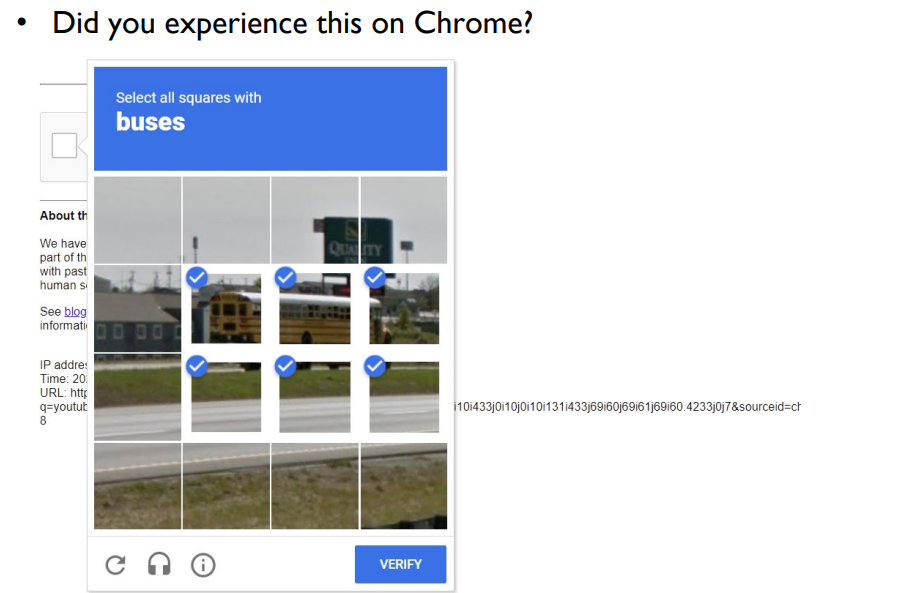 • Did you experience this on Chrome?
Select all squares with
buses
QUALITY
About th
We have
part of th
with past
human s
See blog
informati
IP addres
Time: 20
URL: http
q=youtub
i10i433j0i10j0i10i131i433j69i60j69i61j69i60.4233j0j7&sourceid=ch
8
VERIFY